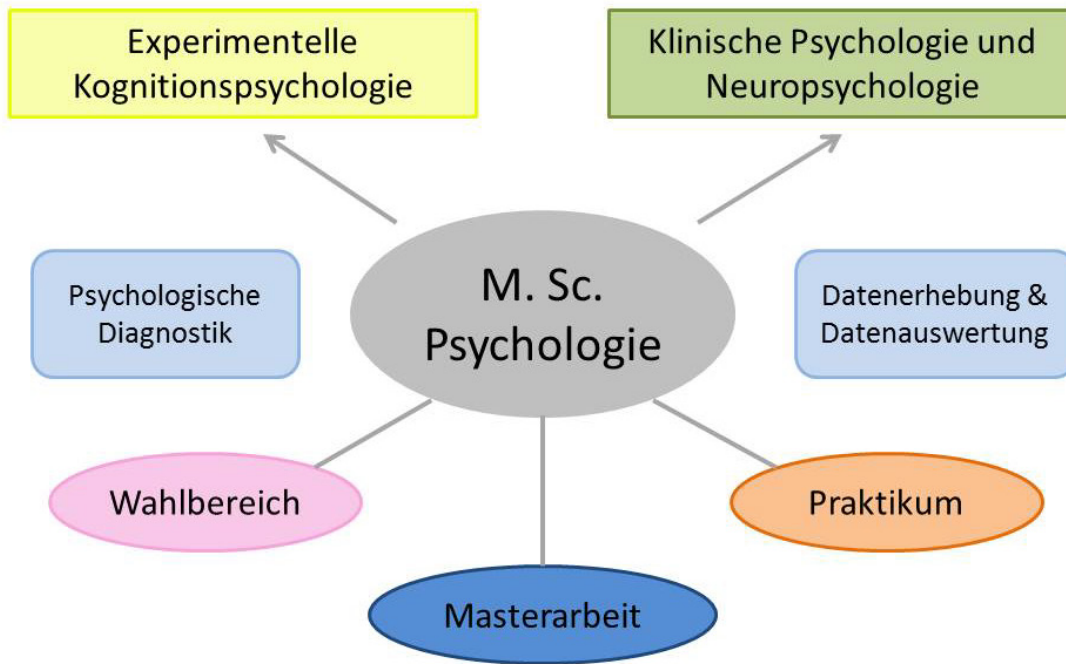 Experimentelle
Kognitionspsychologie
Klinische Psychologie und
Neuropsychologie
M. Sc.
Psychologie
Psychologische
Diagnostik
Datenerhebung &
Datenauswertung
Wahlbereich
Praktikum
Masterarbeit